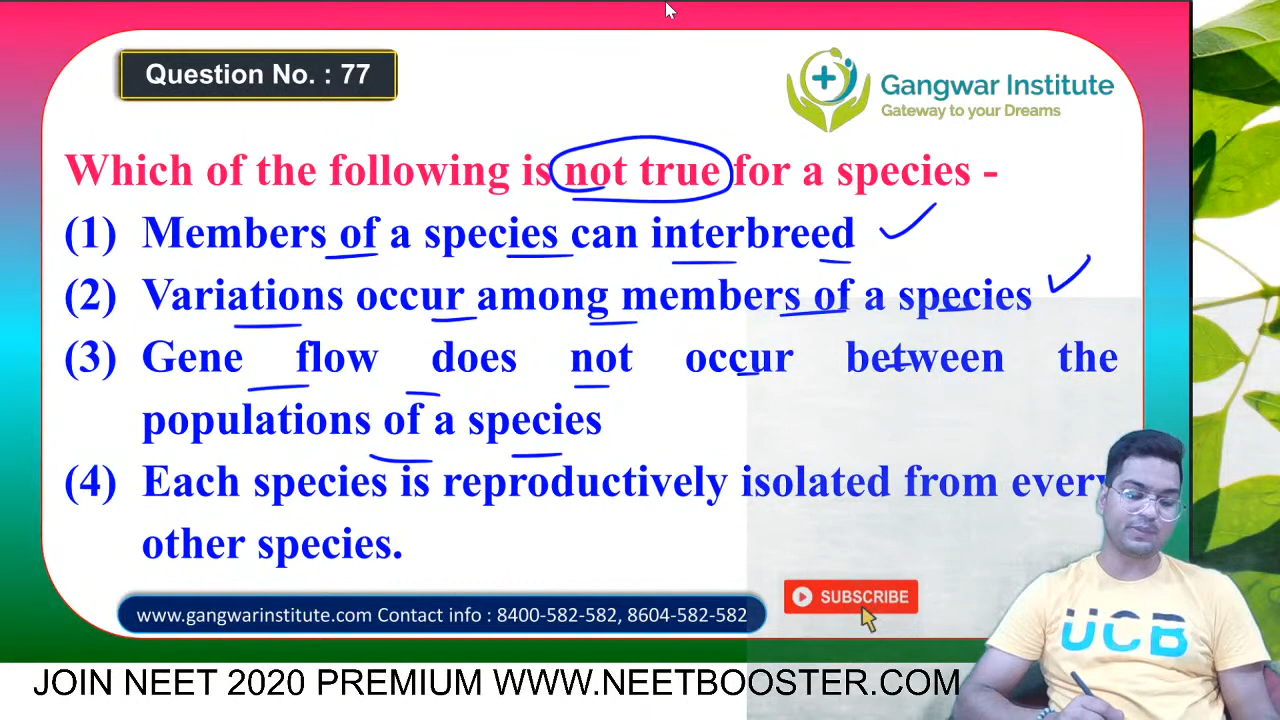 Question No. : 77
Gangwar Institute
Gateway to your Dreams
Which of the following is not true for a species -
(1) Members of a species can interbreed
(2) Variations occur among members of a species
(3) Gene flow does not occur between the
populations of a species
(4) Each species is reproductively isolated from every
other species.
www.gangwarinstitute.com Contact info : 8400-582-582, 8604-582-582
SUBSCRIBE
UCB
JOIN NEET 2020 PREMIUM WWW.NEETBOOSTER.COM